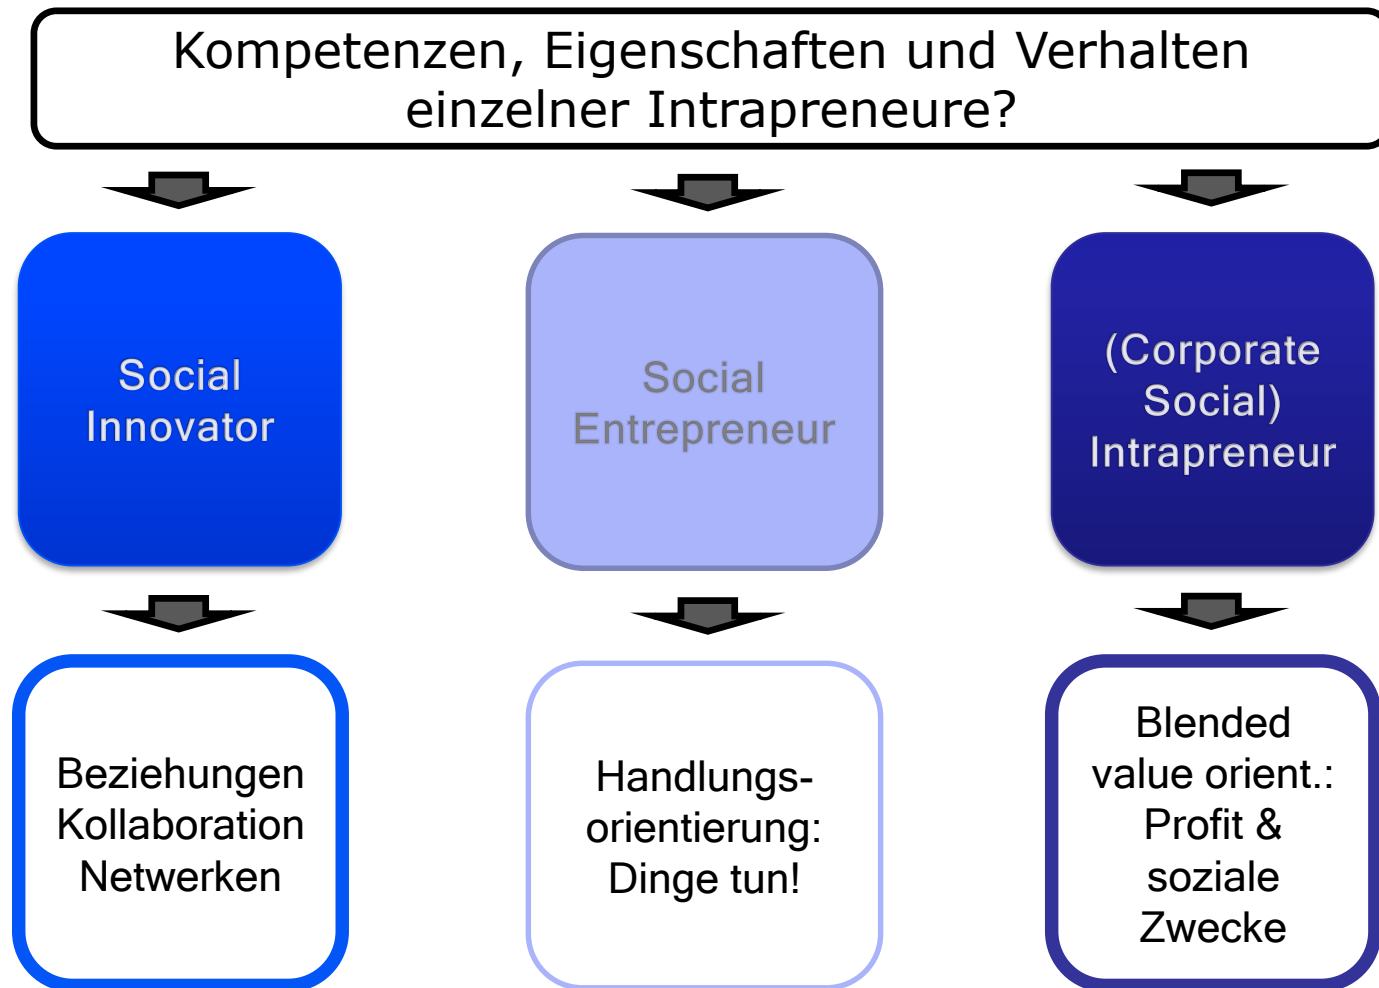 Kompetenzen, Eigenschaften und Verhalten
einzelner Intrapreneure?
Social
Innovator
Social
Entrepreneur
(Corporate
Social)
Intrapreneur
Beziehungen
Kollaboration
Netwerken
Handlungs-
orientierung:
Dinge tun!
Blended
value orient.:
Profit &
soziale
Zwecke